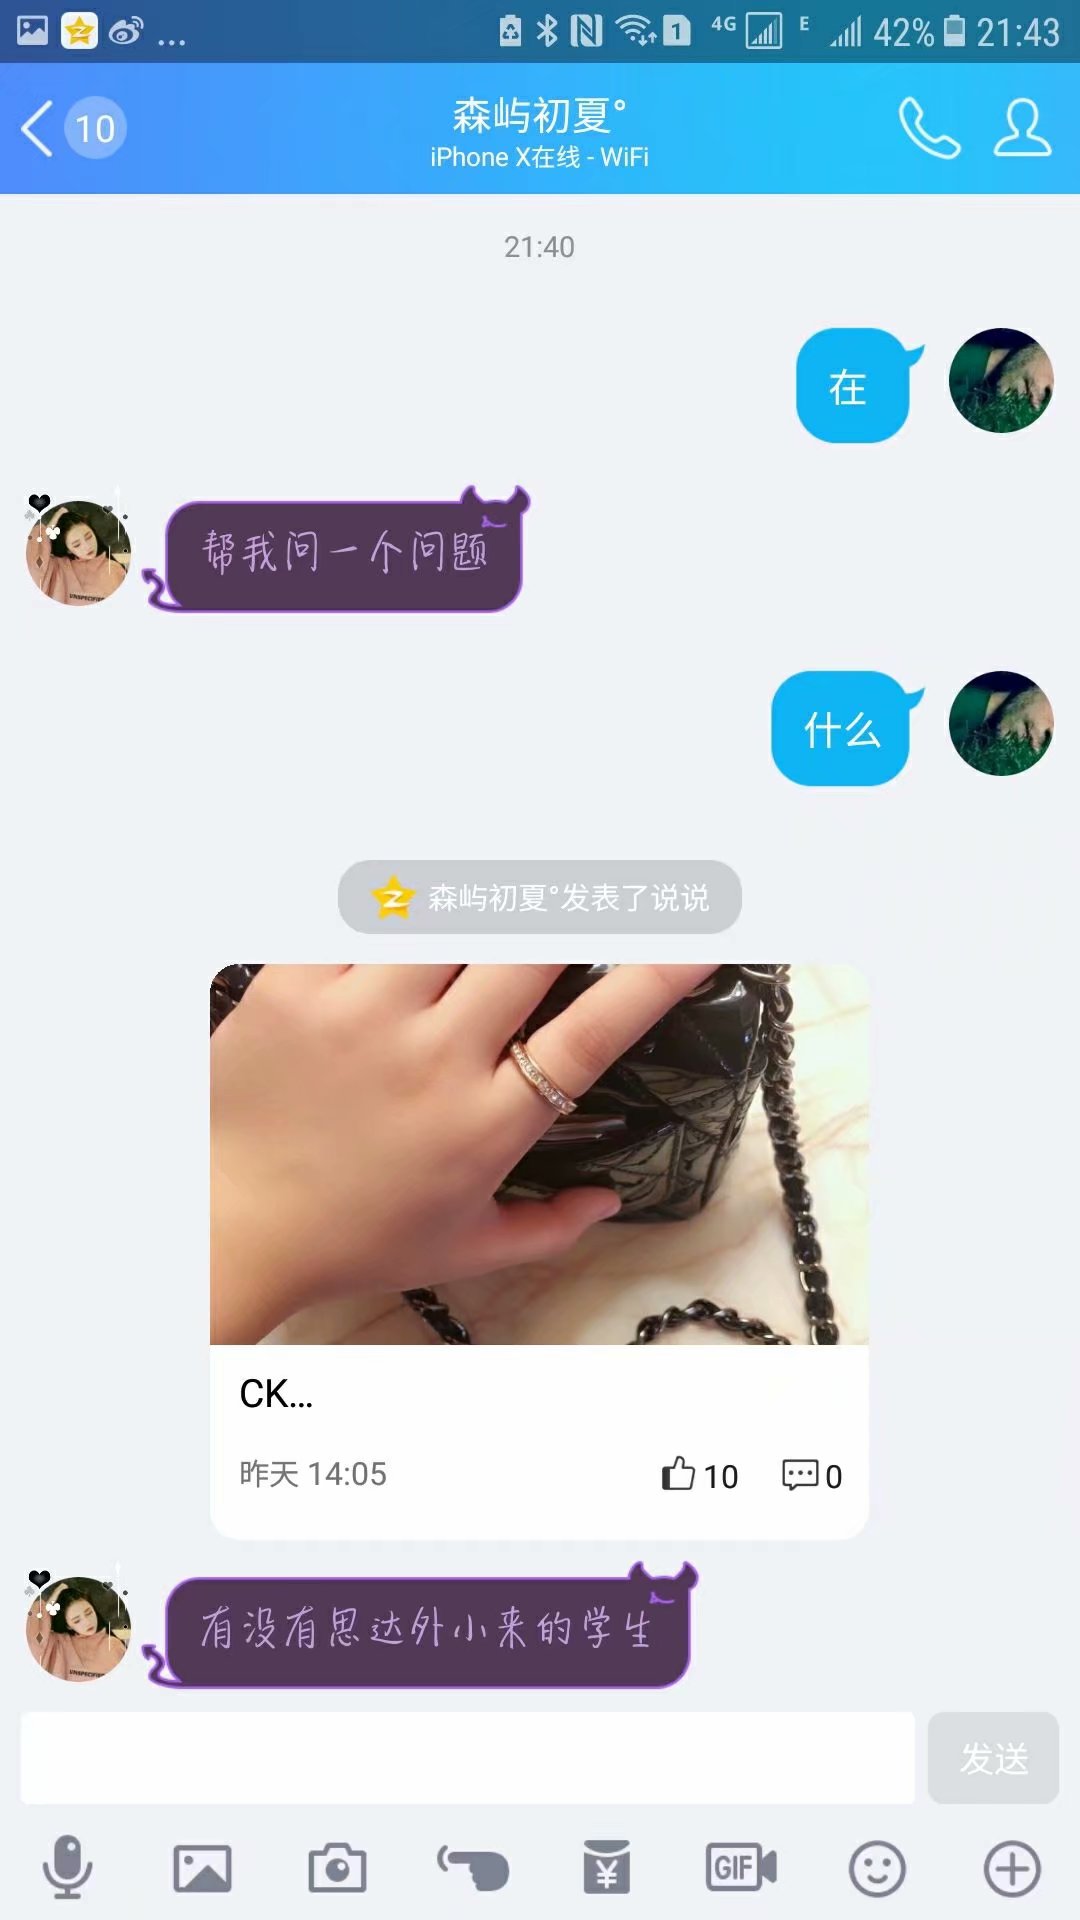 ... 1 4G E 42% 21:43
10
森屿初夏°
iPhone X在线 - WiFi
21:40
在
帮我问一个问题
什么
森屿初夏°发表了说说
CK...
昨天 14:05 10 0
有没有思达外小来的学生
发送
GIF